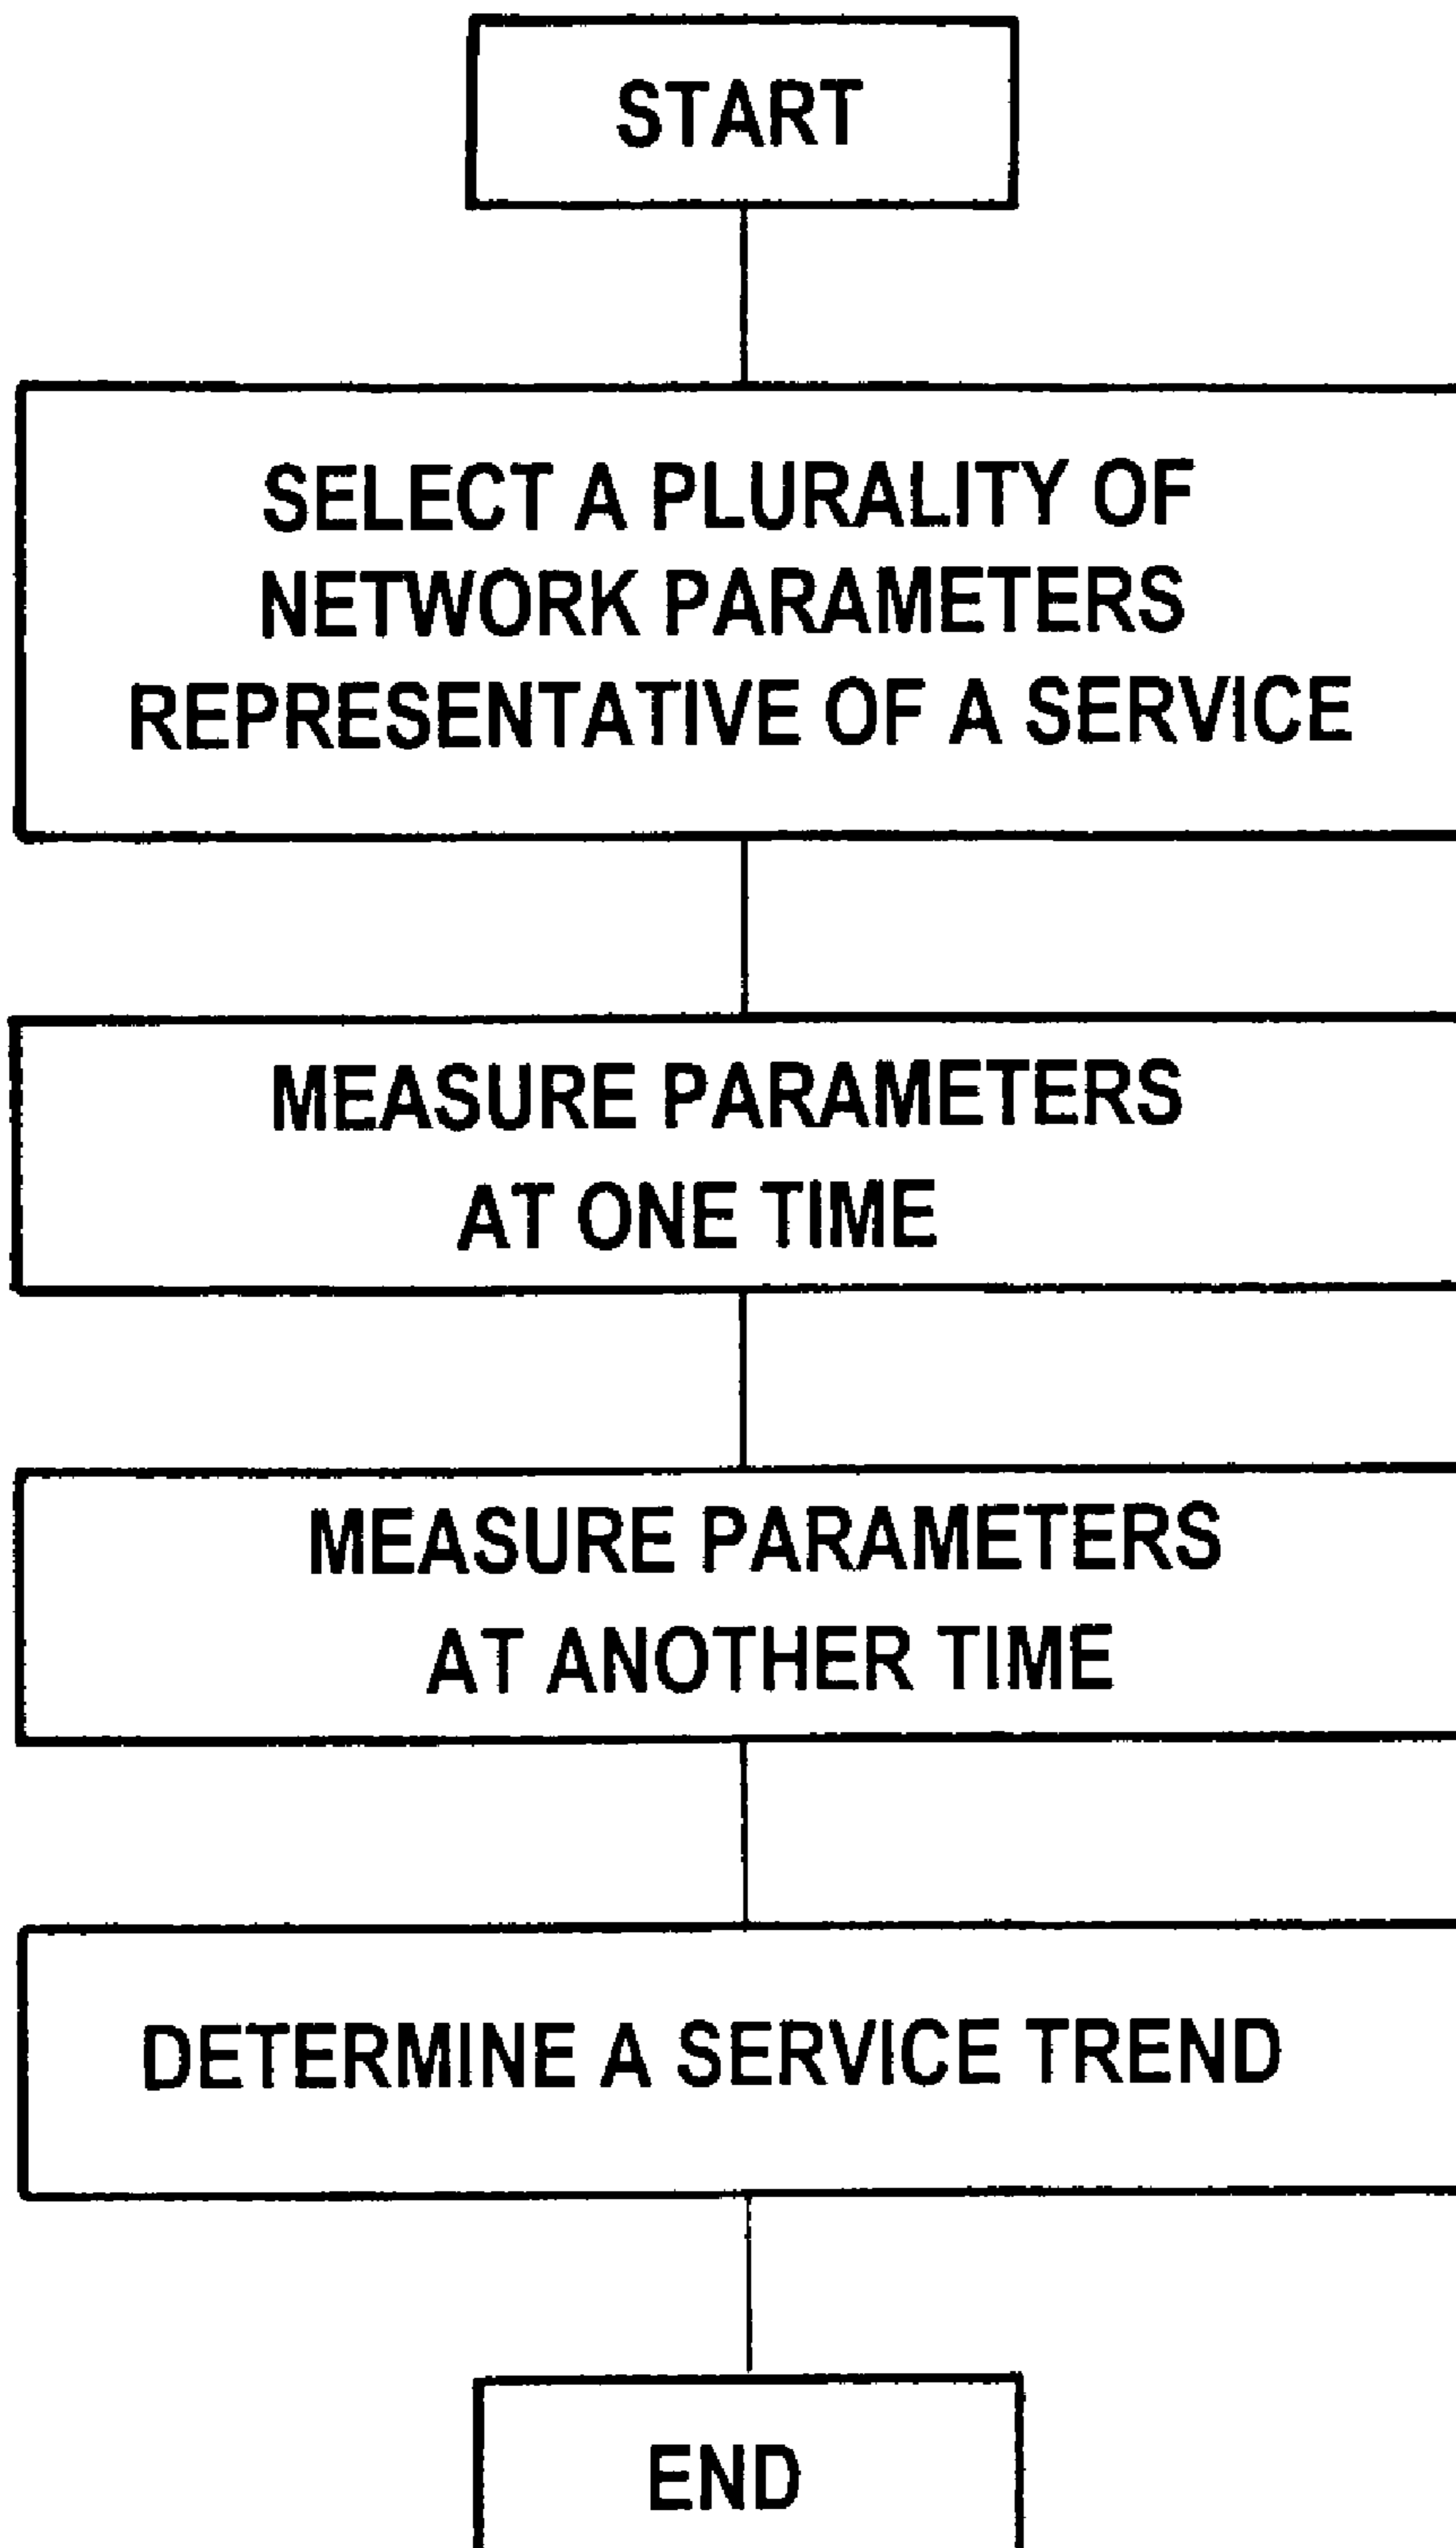 START
SELECT A PLURALITY OF
NETWORK PARAMETERS
REPRESENTATIVE OF A SERVICE
MEASURE PARAMETERS
AT ONE TIME
MEASURE PARAMETERS
AT ANOTHER TIME
DETERMINE A SERVICE TREND
END